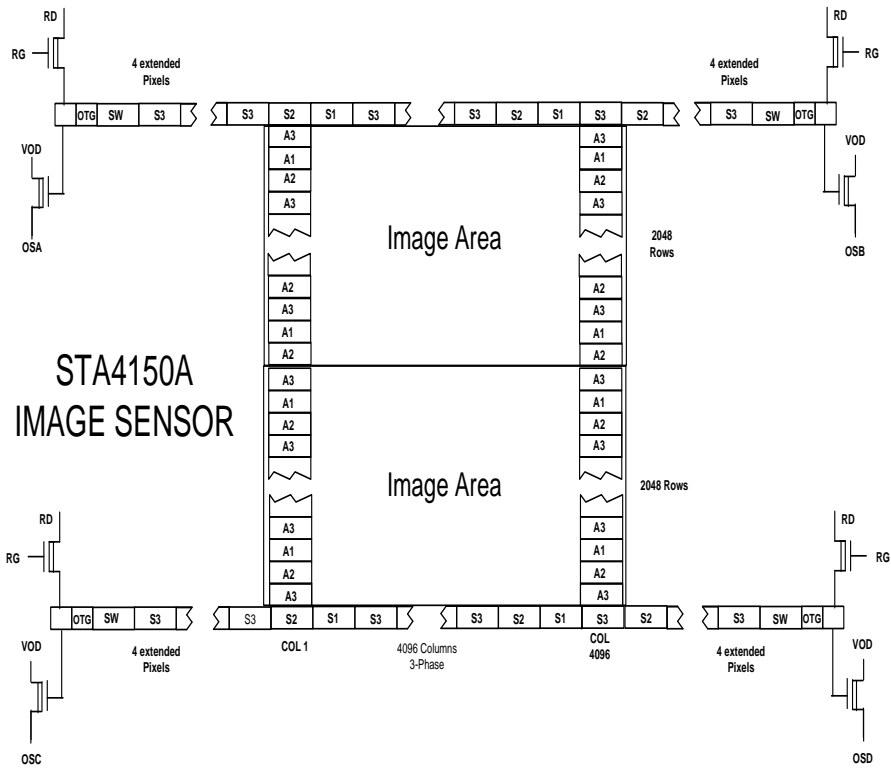 RD
RD
RG
RG
4 extended
Pixels
4 extended
Pixels
OTG SW S3
S3 S2 S1 S3
S3 S2 S1 S3 S2
S3 SW OTG
VOD
VOD
OSA
OSB
A3
A1
A2
A3
A3
A1
A2
A3
Image Area
2048
Rows
A2
A3
A1
A2
A2
A3
A1
A2
STA4150A
IMAGE SENSOR
A3
A1
A2
A3
A3
A1
A2
A3
Image Area
2048 Rows
A3
A1
A2
A3
A3
A1
A2
A3
RD
RD
RG
RG
OTG SW S3
S3 S2 S1 S3
S3 S2 S1 S3 S2
S3 SW OTG
VOD
VOD
4 extended
Pixels
COL 1
4096 Columns
3-Phase
COL
4096
4 extended
Pixels
OSC
OSD